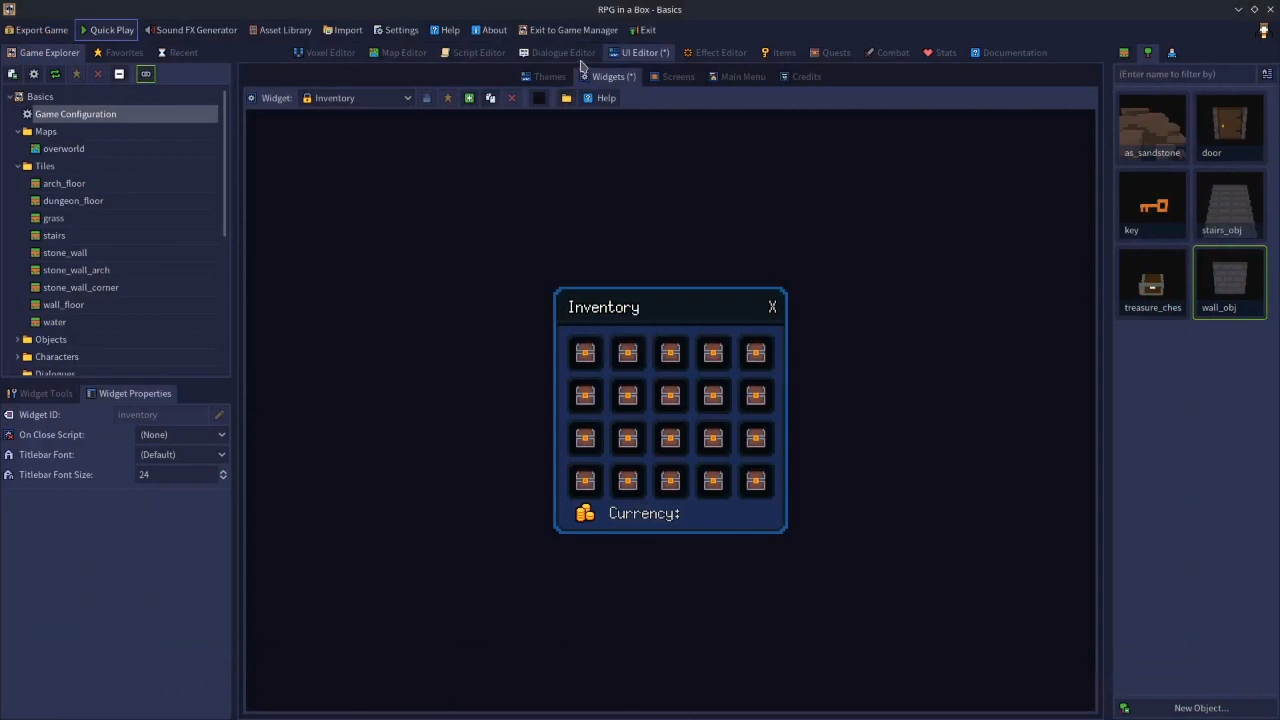 RPG in a Box - Basics
Export Game Quick Play Sound FX Generator Asset Library Import Settings Help About Exit to Game Manager Exit
Game Explorer Favorites Recent Voxel Editor Map Editor Script Editor Dialogue Editor UI Editor (*) Effect Editor Items Quests Combat Stats Documentation
Themes Widgets (*) Screens Main Menu Credits
(Enter name to filter by)
Widget: Inventory Help
Basics
Game Configuration
Maps
overworld
Tiles
arch_floor
dungeon_floor
grass
stairs
stone_wall
stone_wall_arch
stone_wall_corner
wall_floor
water
Objects
Characters
Dialogues
Widget Tools Widget Properties
Widget ID: inventory
On Close Script: (None)
Titlebar Font: (Default)
Titlebar Font Size: 24
Inventory X
Currency:
as_sandstone door
key stairs_obj
treasure_ches wall_obj
New Object...